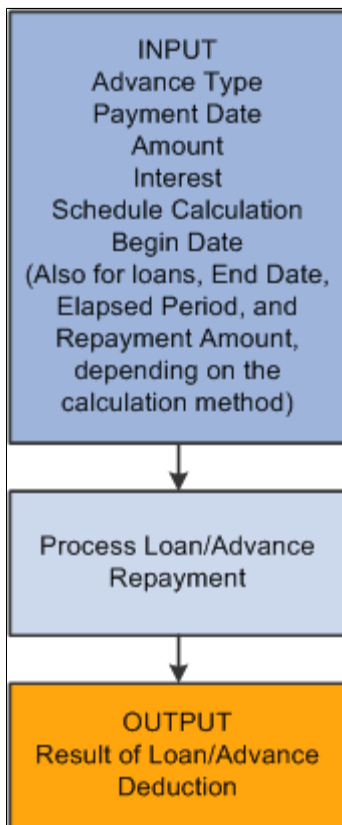 INPUT
Advance Type
Payment Date
Amount
Interest
Schedule Calculation
Begin Date
(Also for loans, End Date,
Elapsed Period, and
Repayment Amount,
depending on the
calculation method)
Process Loan/Advance
Repayment
OUTPUT
Result of Loan/Advance
Deduction